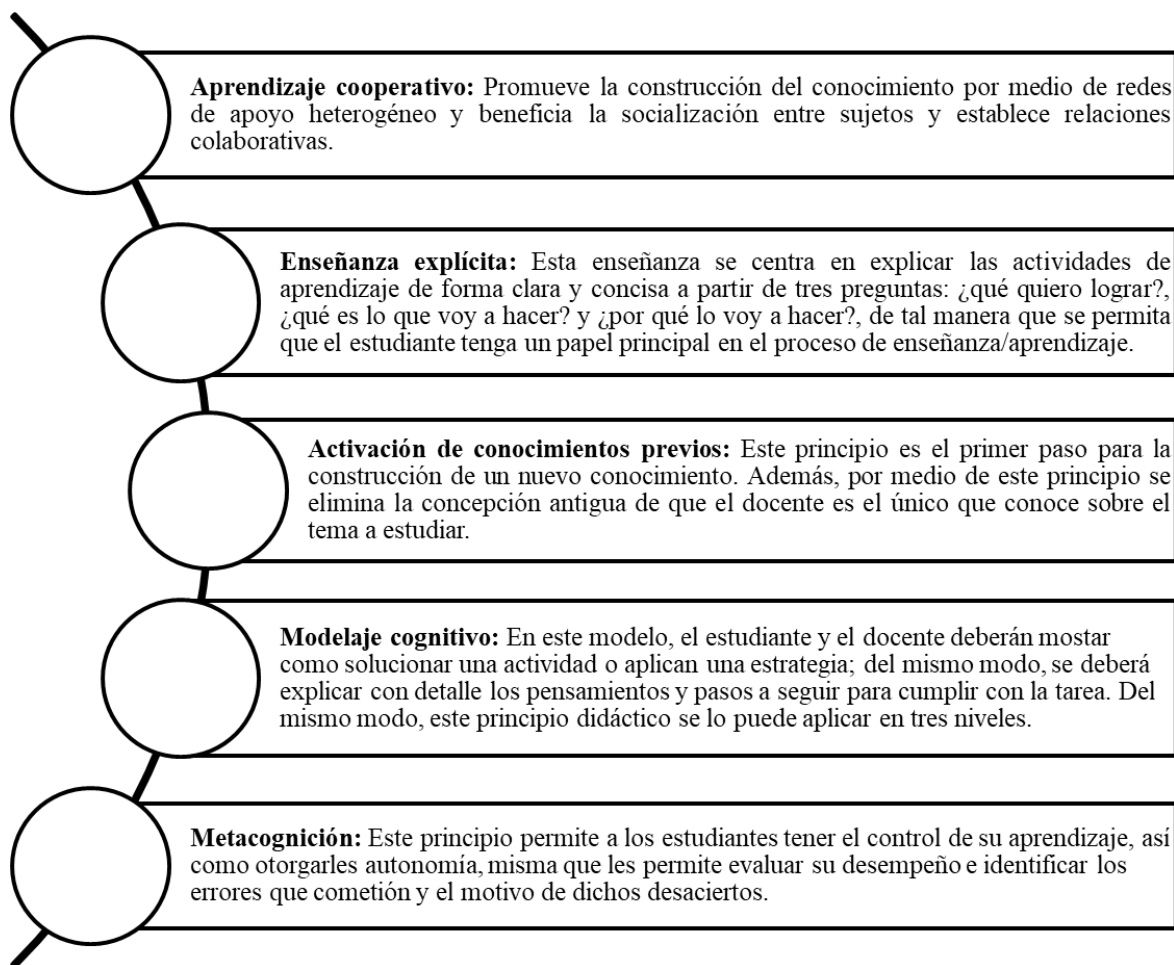 Aprendizaje cooperativo: Promueve la construcción del conocimiento por medio de redes
de apoyo heterogéneo y beneficia la socialización entre sujetos y establece relaciones
colaborativas.
Enseñanza explícita: Esta enseñanza se centra en explicar las actividades de
aprendizaje de forma clara y concisa a partir de tres preguntas: ¿qué quiero lograr?,
¿qué es lo que voy a hacer? y ¿por qué lo voy a hacer?, de tal manera que se permita
que el estudiante tenga un papel principal en el proceso de enseñanza/aprendizaje.
Activación de conocimientos previos: Este principio es el primer paso para la
construcción de un nuevo conocimiento. Además, por medio de este principio se
elimina la concepción antigua de que el docente es el único que conoce sobre el
tema a estudiar.
Modelaje cognitivo: En este modelo, el estudiante y el docente deberán mostar
como solucionar una actividad o aplican una estrategia; del mismo modo, se deberá
explicar con detalle los pensamientos y pasos a seguir para cumplir con la tarea. Del
mismo modo, este principio didáctico se lo puede aplicar en tres niveles.
Metacognición: Este principio permite a los estudiantes tener el control de su aprendizaje, así
como otorgarles autonomía, misma que les permite evaluar su desempeño e identificar los
errores que cometión y el motivo de dichos desaciertos.